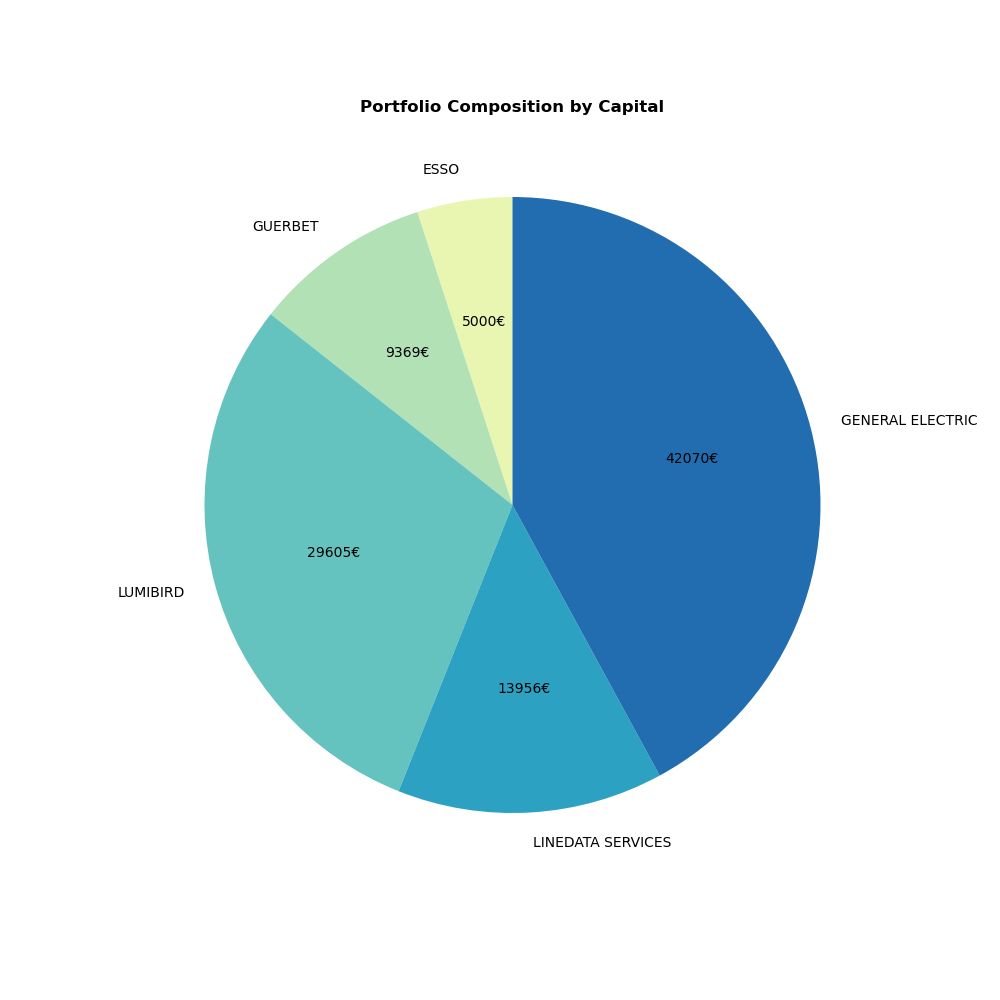 Portfolio Composition by Capital
ESSO
GUERBET
5000€
9369€
GENERAL ELECTRIC
42070€
29605€
LUMIBIRD
13956€
LINEDATA SERVICES